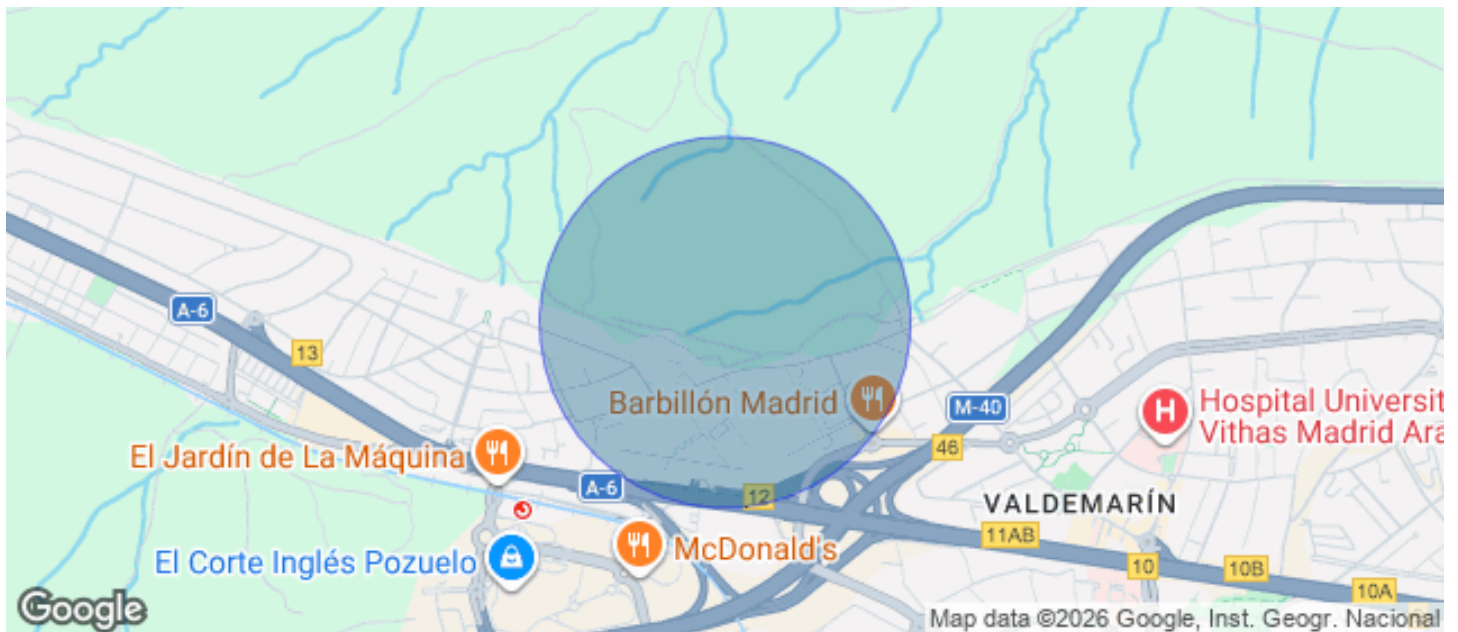 A-6
13
Barbillón Madrid
M-40
Hospital Universit
Vithas Madrid Ara
46
El Jardín de La Máquina
A-6
12
VALDEMARÍN
11AB
El Corte Inglés Pozuelo
McDonald's
10
10B
10A
Google
Map data ©2026 Google, Inst. Geogr. Nacional